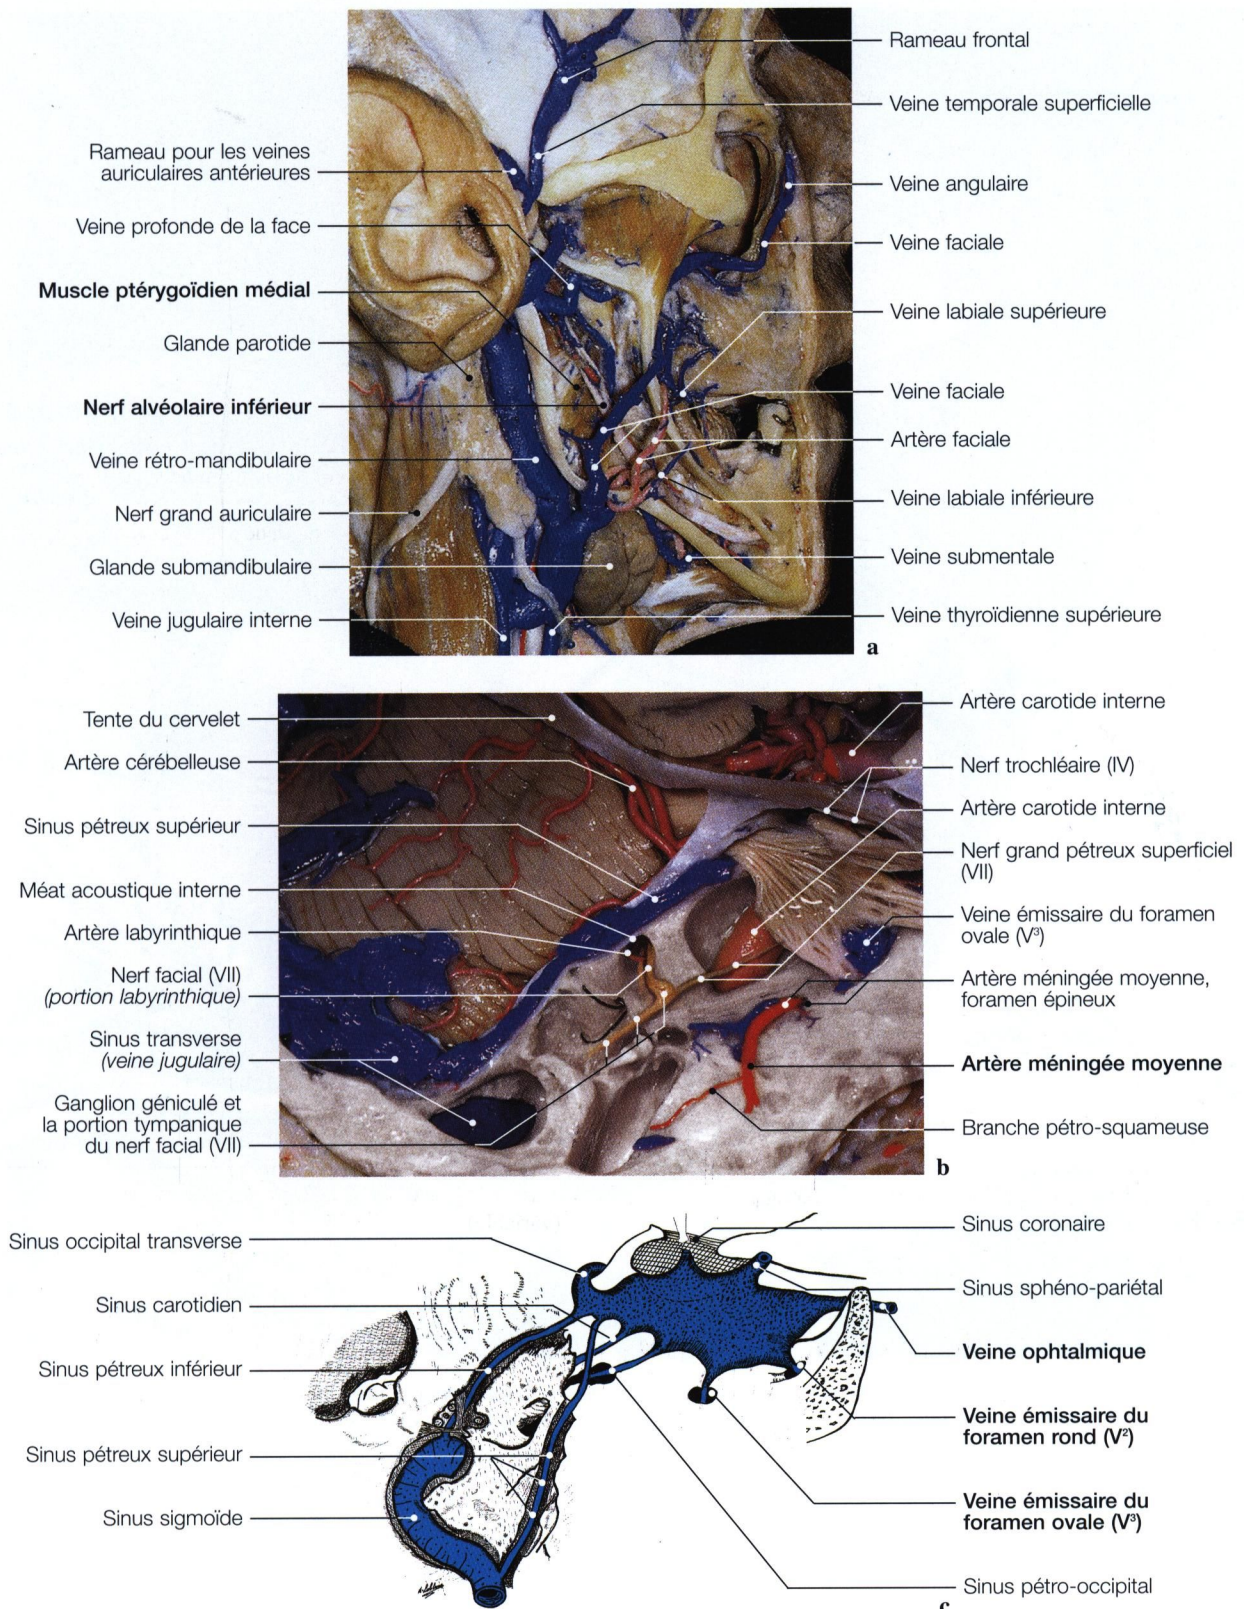 Rameau frontal
Veine temporale superficielle
Rameau pour les veines
auriculaires antérieures
Veine angulaire
Veine profonde de la face
Veine faciale
Muscle ptérygoïdien médial
Veine labiale supérieure
Glande parotide
Veine faciale
Nerf alvéolaire inférieur
Artère faciale
Veine rétro-mandibulaire
Veine labiale inférieure
Nerf grand auriculaire
Veine submentale
Glande submandibulaire
Veine jugulaire interne
Veine thyroïdienne supérieure
a
Artère carotide interne
Tente du cervelet
Artère cérébelleuse
Nerf trochléaire (IV)
Artère carotide interne
Sinus pétreux supérieur
Nerf grand pétreux superficiel
(VII)
Méat acoustique interne
Veine émissaire du foramen
ovale (V³)
Artère labyrinthique
Nerf facial (VII)
(portion labyrinthique)
Artère méningée moyenne,
foramen épineux
Sinus transverse
(veine jugulaire)
Artère méningée moyenne
Ganglion géniculé et
la portion tympanique
du nerf facial (VII)
Branche pétro-squameuse
b
Sinus coronaire
Sinus occipital transverse
Sinus sphéno-pariétal
Sinus carotidien
Veine ophtalmique
Sinus pétreux inférieur
Veine émissaire du
foramen rond (V²)
Sinus pétreux supérieur
Veine émissaire du
foramen ovale (V³)
Sinus sigmoïde
Sinus pétro-occipital
c